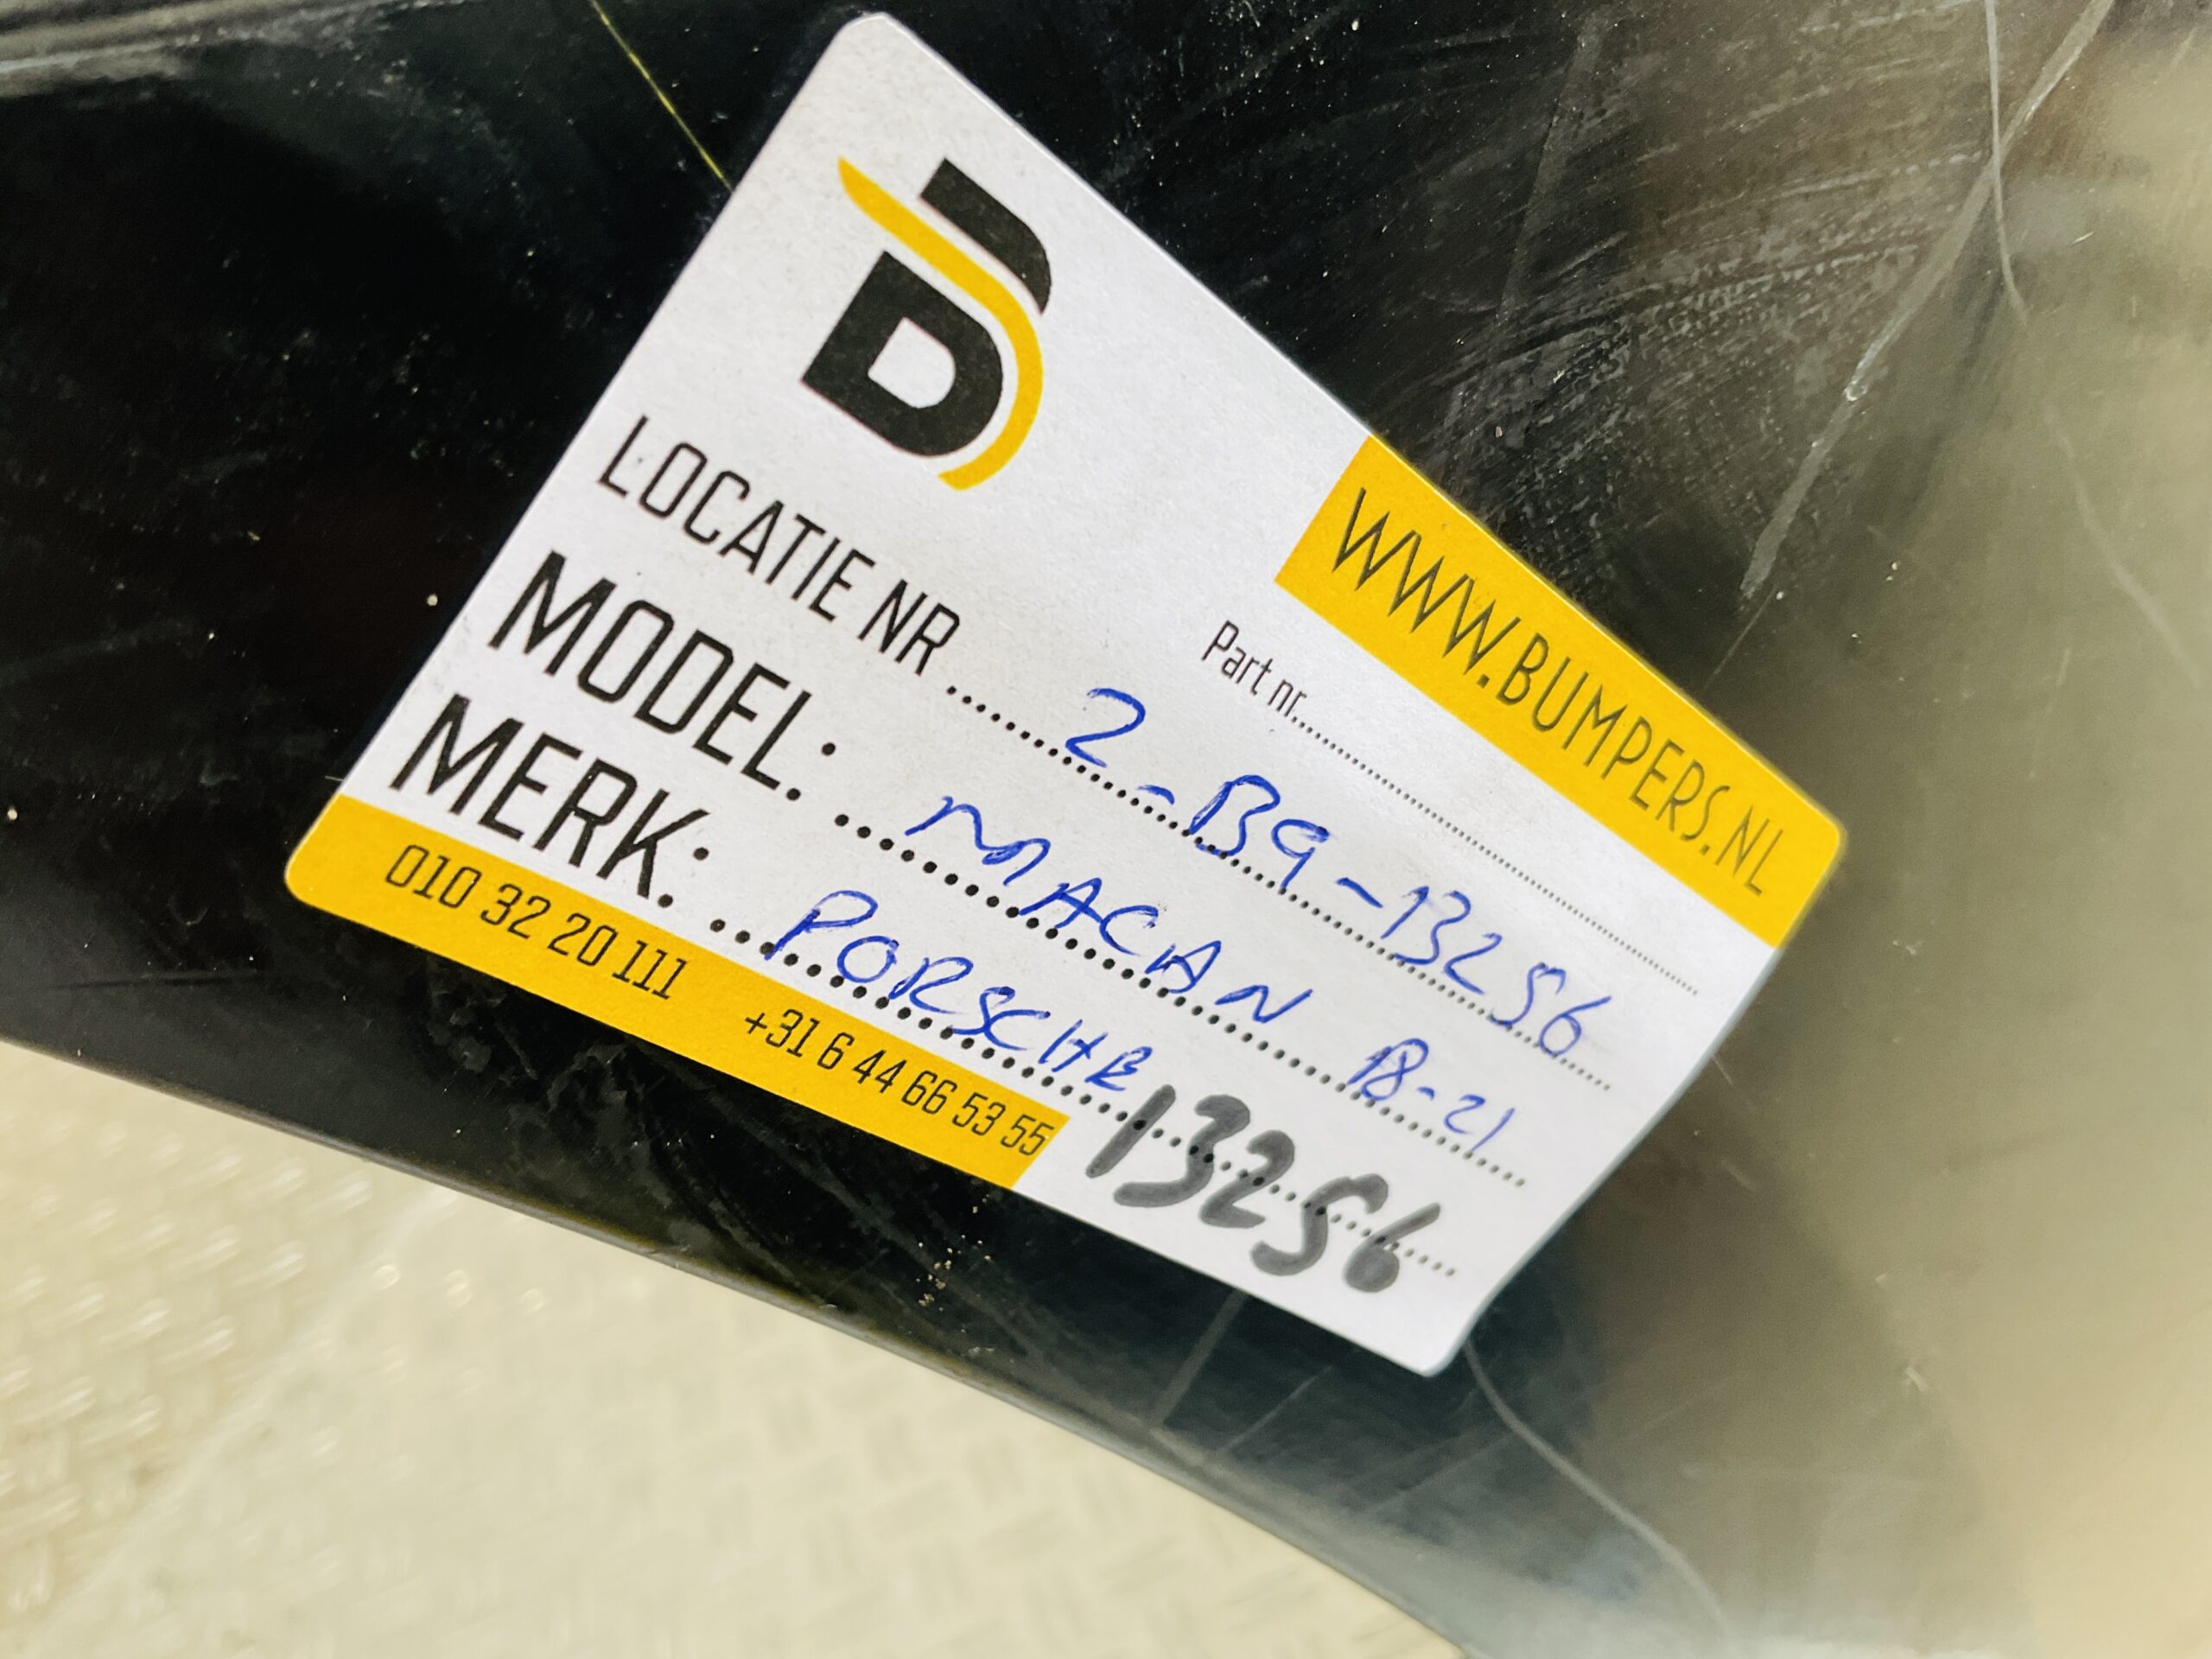 B
WWW.BUMPERS.NL
Part nr....................
LOCATIE NR ........ 2-B9-13256
MODEL: ... MACAN 18-21
MERK: ... PORSCHE
13256
010 32 20 111 +31 6 44 66 53 55